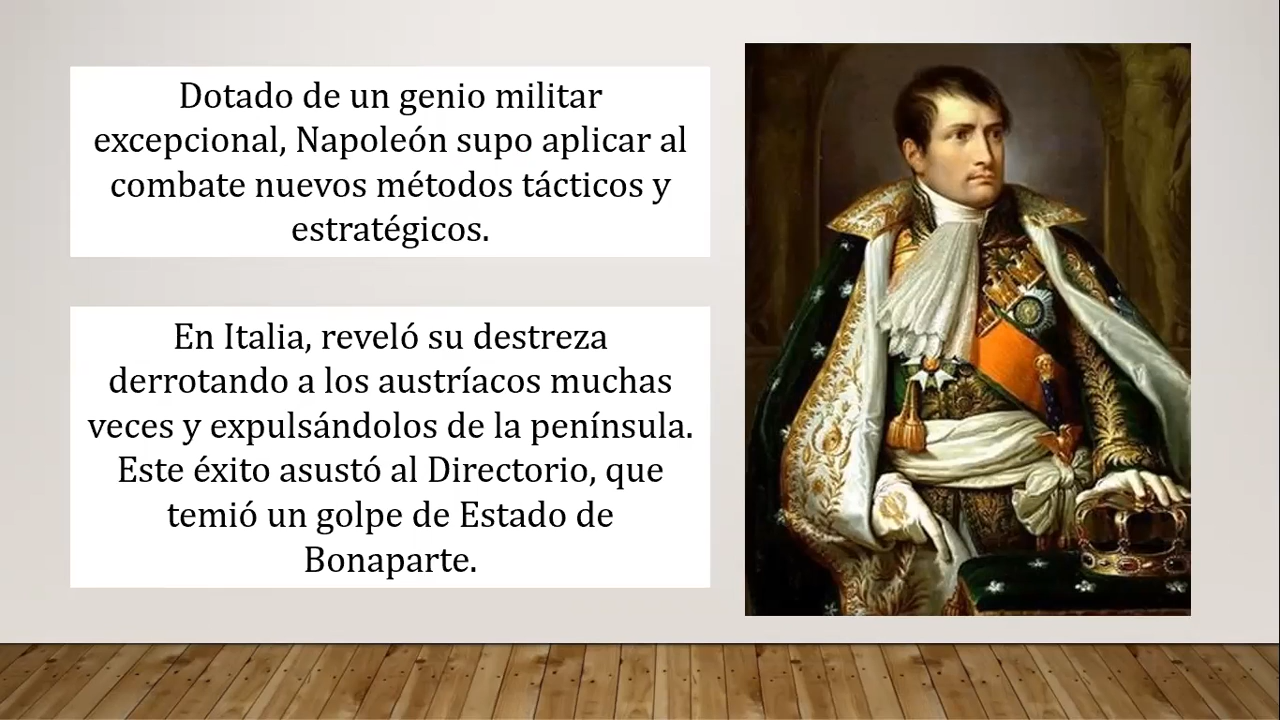 Dotado de un genio militar
excepcional, Napoleón supo aplicar al
combate nuevos métodos tácticos y
estratégicos.
En Italia, reveló su destreza
derrotando a los austríacos muchas
veces y expulsándolos de la península.
Este éxito asustó al Directorio, que
temió un golpe de Estado de
Bonaparte.